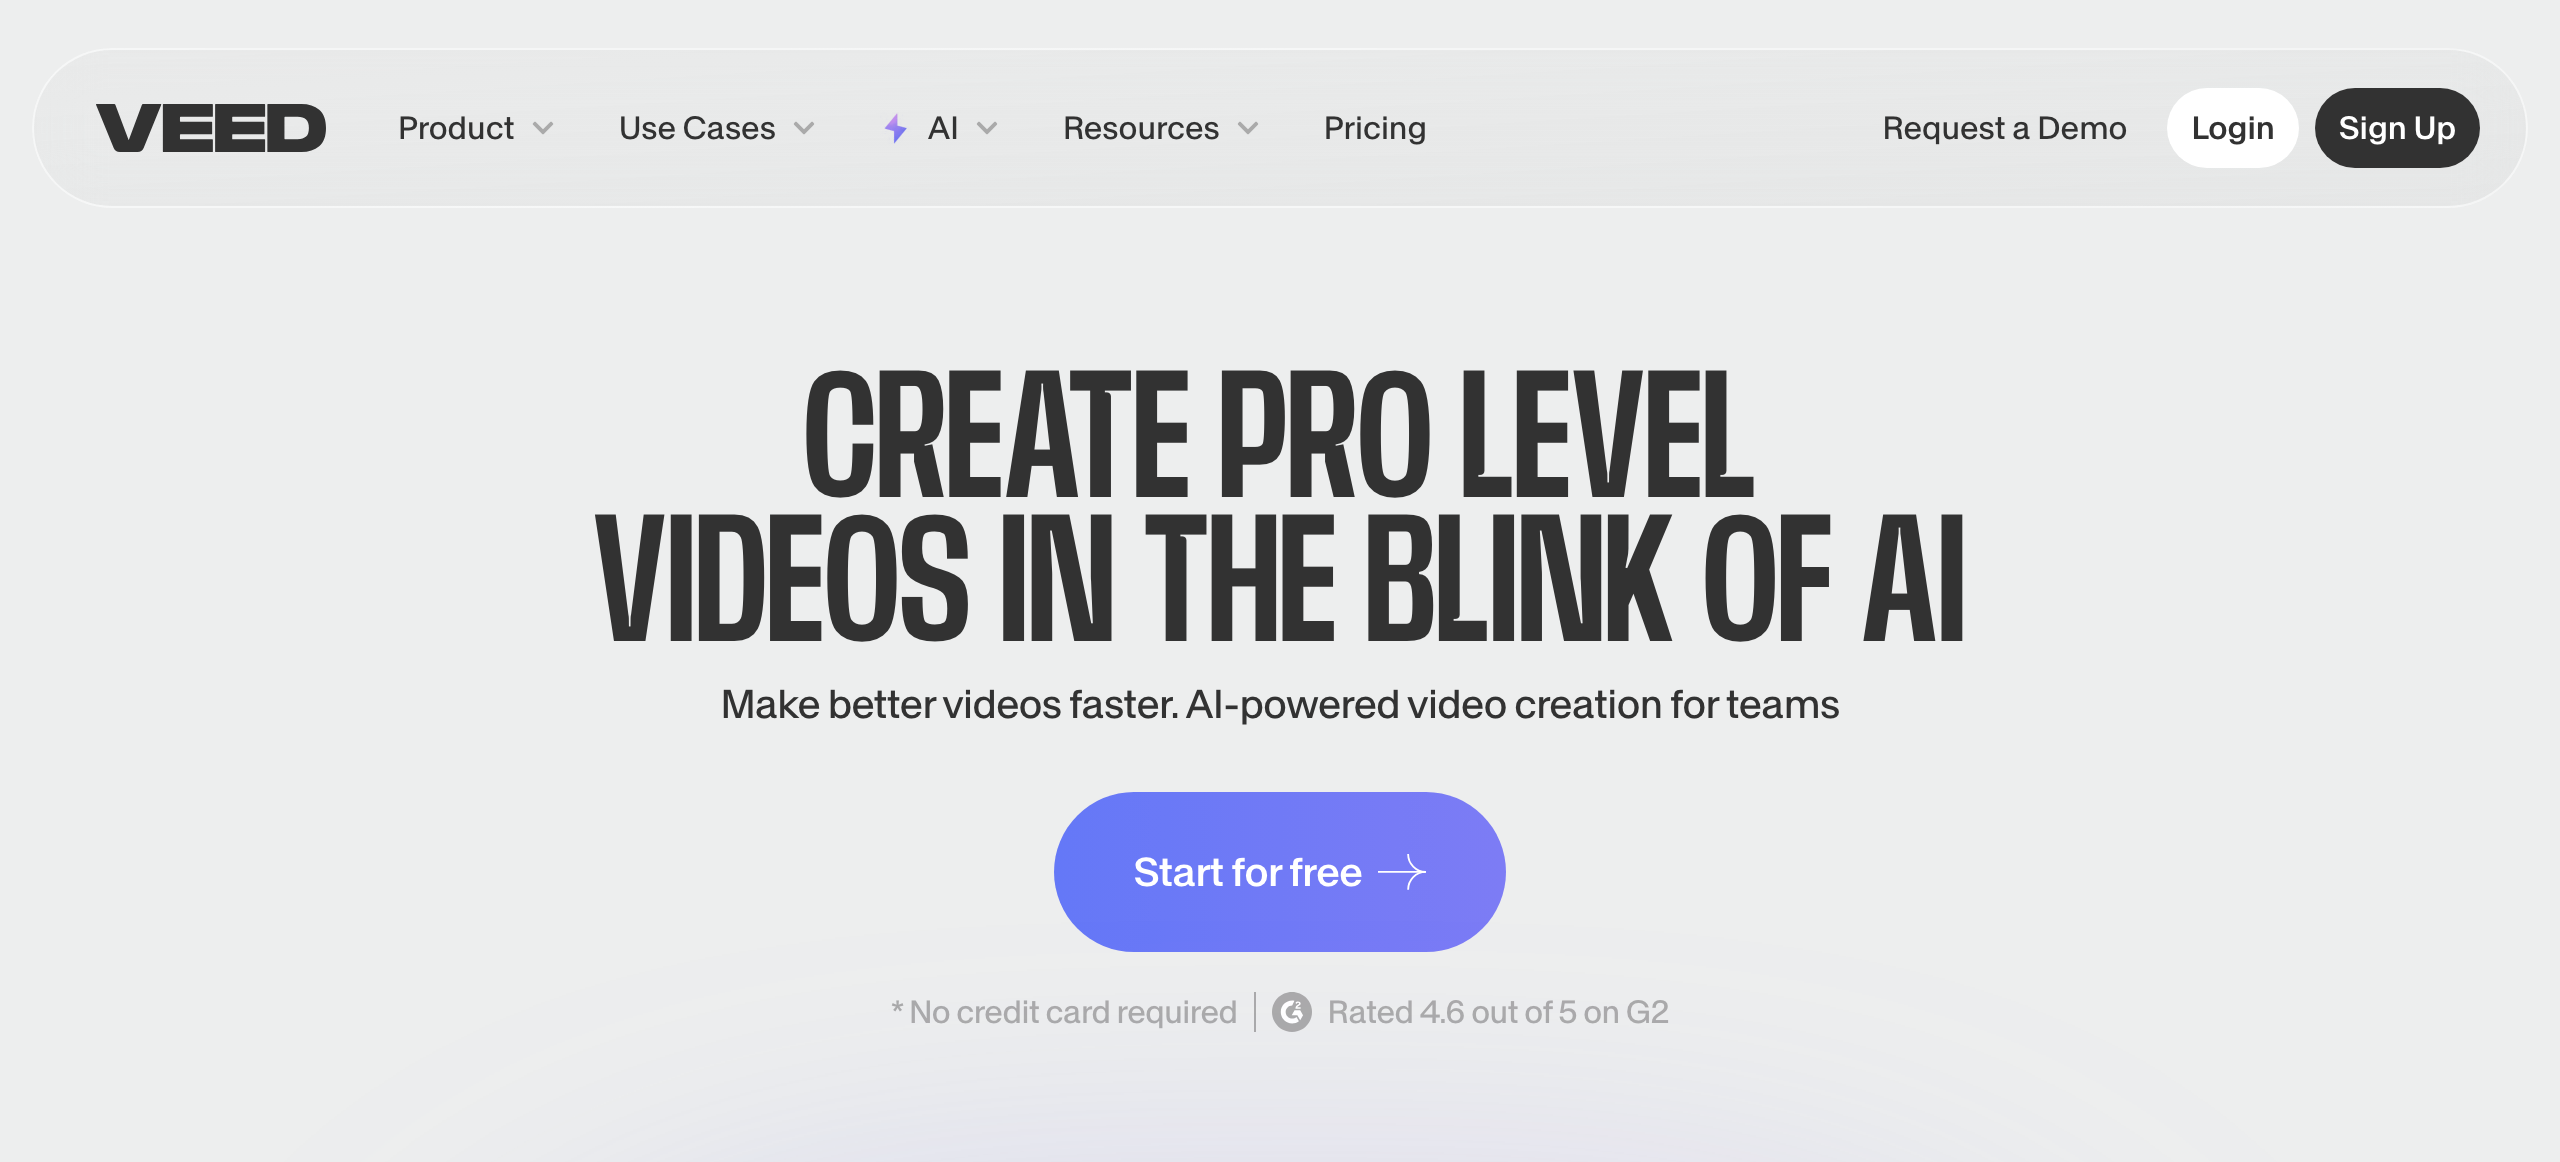 VEED Product Use Cases AI Resources Pricing Request a Demo Login Sign Up
CREATE PRO LEVEL
VIDEOS IN THE BLINK OF AI
Make better videos faster. AI-powered video creation for teams
Start for free
* No credit card required G2 Rated 4.6 out of 5 on G2